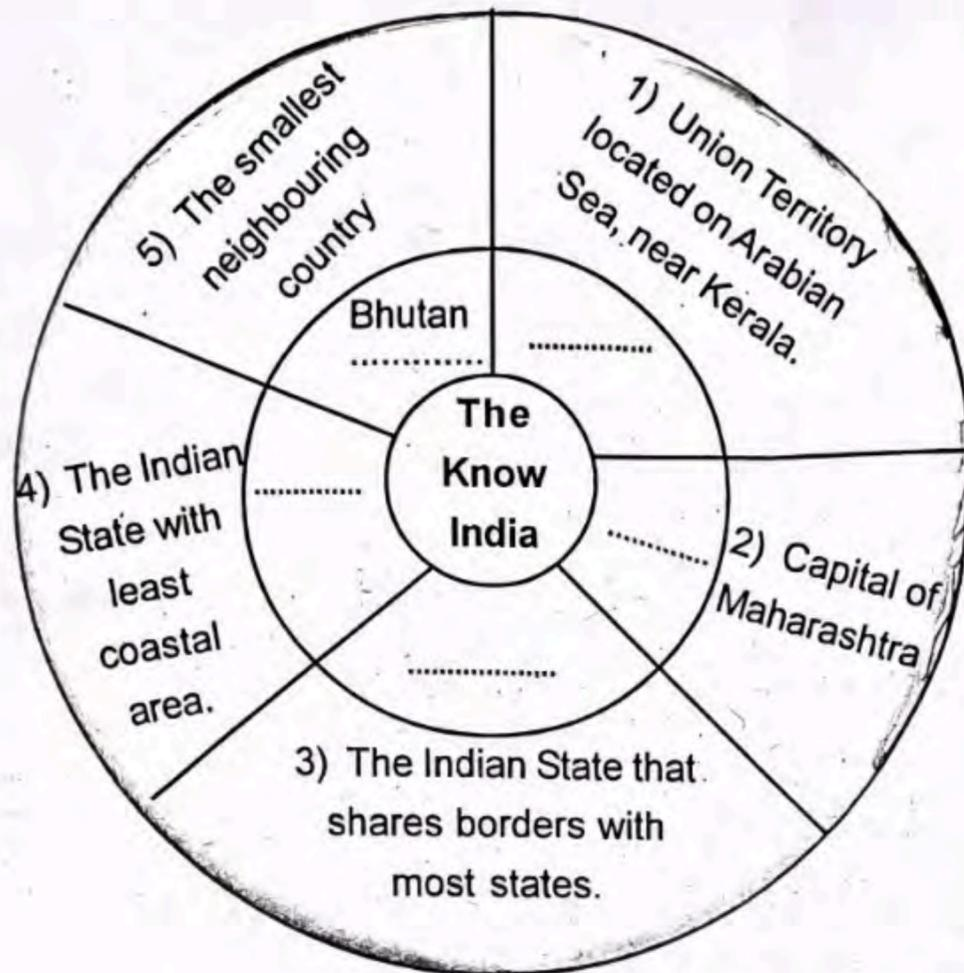 1) Union Territory
located on Arabian
Sea, near Kerala.
....................
2) Capital of
Maharashtra
................
3) The Indian State that
shares borders with
most states.
........................
4) The Indian
State with
least
coastal
area.
..................
5) The smallest
neighbouring
country
Bhutan
....................
The
Know
India